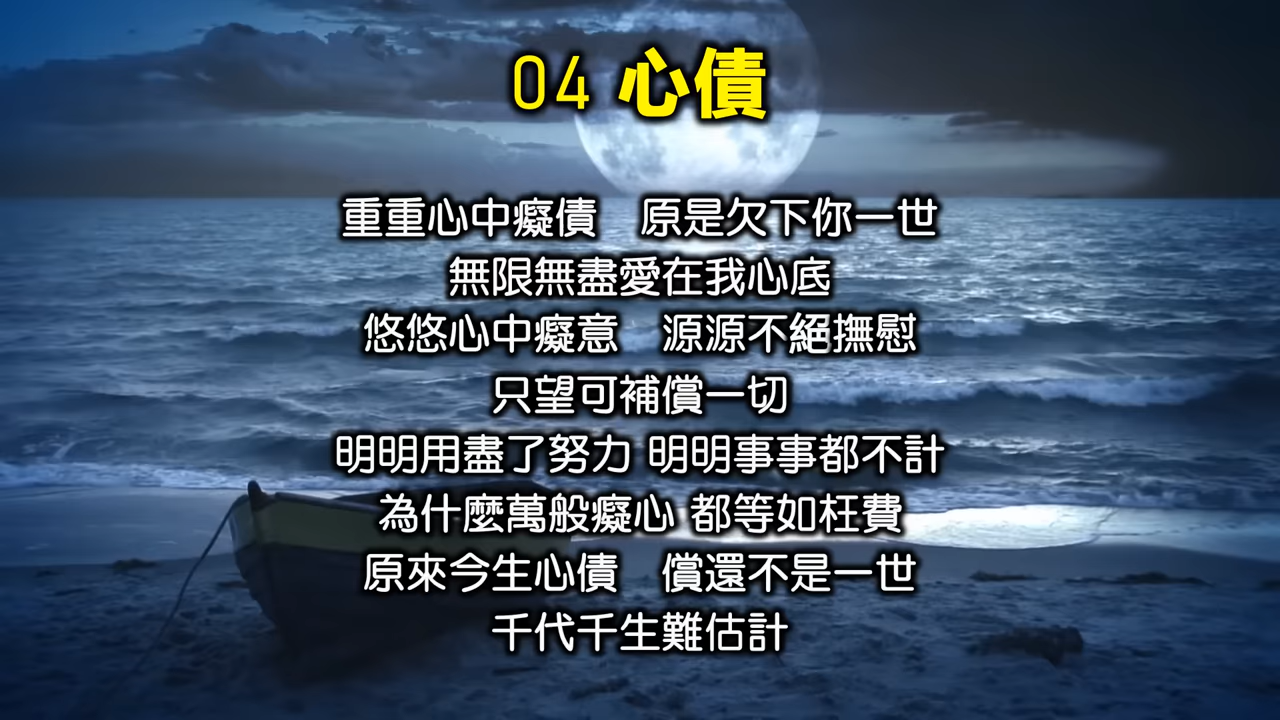 04 心債
重重心中癡債　原是欠下你一世
無限無盡愛在我心底
悠悠心中癡意　源源不絕撫慰
只望可補償一切
明明用盡了努力 明明事事都不計
為什麼萬般癡心 都等如枉費
原來今生心債　償還不是一世
千代千生難估計